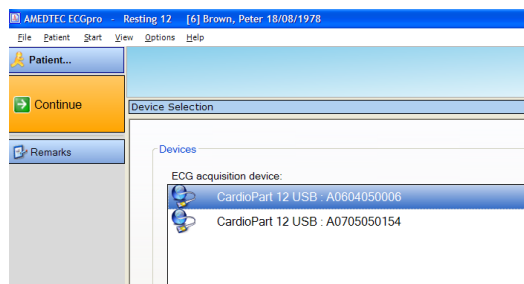 AMEDTEC ECGpro - Resting 12 [6] Brown, Peter 18/08/1978
File Patient Start View Options Help
Patient...
Continue
Device Selection
Remarks
Devices
ECG acquisition device:
CardioPart 12 USB : A0604050006
CardioPart 12 USB : A0705050154